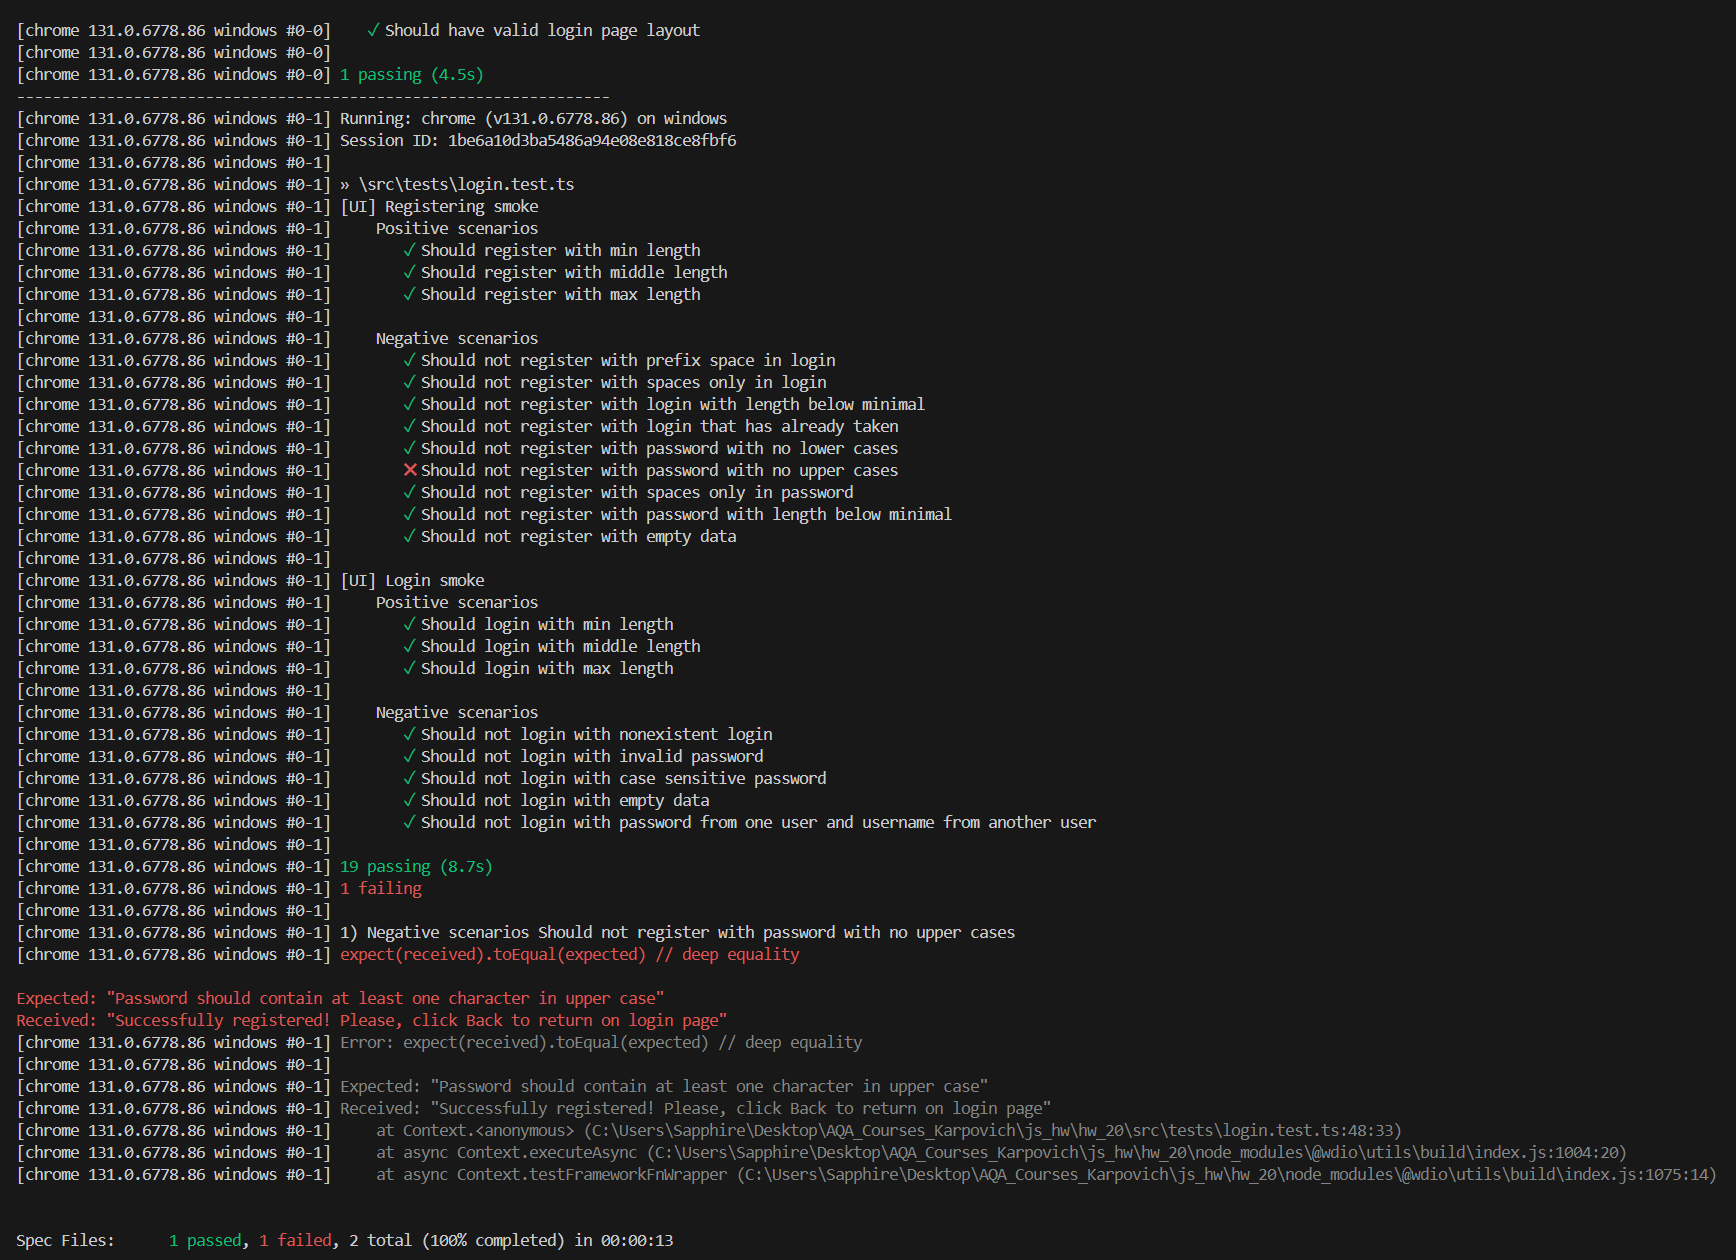 [chrome 131.0.6778.86 windows #0-0]    ✓ Should have valid login page layout
[chrome 131.0.6778.86 windows #0-0]
[chrome 131.0.6778.86 windows #0-0] 1 passing (4.5s)
------------------------------------------------------------------
[chrome 131.0.6778.86 windows #0-1] Running: chrome (v131.0.6778.86) on windows
[chrome 131.0.6778.86 windows #0-1] Session ID: 1be6a10d3ba5486a94e08e818ce8fbf6
[chrome 131.0.6778.86 windows #0-1]
[chrome 131.0.6778.86 windows #0-1] » \src\tests\login.test.ts
[chrome 131.0.6778.86 windows #0-1] [UI] Registering smoke
[chrome 131.0.6778.86 windows #0-1]     Positive scenarios
[chrome 131.0.6778.86 windows #0-1]        ✓ Should register with min length
[chrome 131.0.6778.86 windows #0-1]        ✓ Should register with middle length
[chrome 131.0.6778.86 windows #0-1]        ✓ Should register with max length
[chrome 131.0.6778.86 windows #0-1]
[chrome 131.0.6778.86 windows #0-1]     Negative scenarios
[chrome 131.0.6778.86 windows #0-1]        ✓ Should not register with prefix space in login
[chrome 131.0.6778.86 windows #0-1]        ✓ Should not register with spaces only in login
[chrome 131.0.6778.86 windows #0-1]        ✓ Should not register with login with length below minimal
[chrome 131.0.6778.86 windows #0-1]        ✓ Should not register with login that has already taken
[chrome 131.0.6778.86 windows #0-1]        ✓ Should not register with password with no lower cases
[chrome 131.0.6778.86 windows #0-1]        ✖ Should not register with password with no upper cases
[chrome 131.0.6778.86 windows #0-1]        ✓ Should not register with spaces only in password
[chrome 131.0.6778.86 windows #0-1]        ✓ Should not register with password with length below minimal
[chrome 131.0.6778.86 windows #0-1]        ✓ Should not register with empty data
[chrome 131.0.6778.86 windows #0-1]
[chrome 131.0.6778.86 windows #0-1] [UI] Login smoke
[chrome 131.0.6778.86 windows #0-1]     Positive scenarios
[chrome 131.0.6778.86 windows #0-1]        ✓ Should login with min length
[chrome 131.0.6778.86 windows #0-1]        ✓ Should login with middle length
[chrome 131.0.6778.86 windows #0-1]        ✓ Should login with max length
[chrome 131.0.6778.86 windows #0-1]
[chrome 131.0.6778.86 windows #0-1]     Negative scenarios
[chrome 131.0.6778.86 windows #0-1]        ✓ Should not login with nonexistent login
[chrome 131.0.6778.86 windows #0-1]        ✓ Should not login with invalid password
[chrome 131.0.6778.86 windows #0-1]        ✓ Should not login with case sensitive password
[chrome 131.0.6778.86 windows #0-1]        ✓ Should not login with empty data
[chrome 131.0.6778.86 windows #0-1]        ✓ Should not login with password from one user and username from another user
[chrome 131.0.6778.86 windows #0-1]
[chrome 131.0.6778.86 windows #0-1] 19 passing (8.7s)
[chrome 131.0.6778.86 windows #0-1] 1 failing
[chrome 131.0.6778.86 windows #0-1]
[chrome 131.0.6778.86 windows #0-1] 1) Negative scenarios Should not register with password with no upper cases
[chrome 131.0.6778.86 windows #0-1] expect(received).toEqual(expected) // deep equality
Expected: "Password should contain at least one character in upper case"
Received: "Successfully registered! Please, click Back to return on login page"
[chrome 131.0.6778.86 windows #0-1] Error: expect(received).toEqual(expected) // deep equality
[chrome 131.0.6778.86 windows #0-1]
[chrome 131.0.6778.86 windows #0-1] Expected: "Password should contain at least one character in upper case"
[chrome 131.0.6778.86 windows #0-1] Received: "Successfully registered! Please, click Back to return on login page"
[chrome 131.0.6778.86 windows #0-1]     at Context.<anonymous> (C:\Users\Sapphire\Desktop\AQA_Courses_Karpovich\js_hw\hw_20\src\tests\login.test.ts:48:33)
[chrome 131.0.6778.86 windows #0-1]     at async Context.executeAsync (C:\Users\Sapphire\Desktop\AQA_Courses_Karpovich\js_hw\hw_20\node_modules\@wdio\utils\build\index.js:1004:20)
[chrome 131.0.6778.86 windows #0-1]     at async Context.testFrameworkFnWrapper (C:\Users\Sapphire\Desktop\AQA_Courses_Karpovich\js_hw\hw_20\node_modules\@wdio\utils\build\index.js:1075:14)
Spec Files:      1 passed, 1 failed, 2 total (100% completed) in 00:00:13